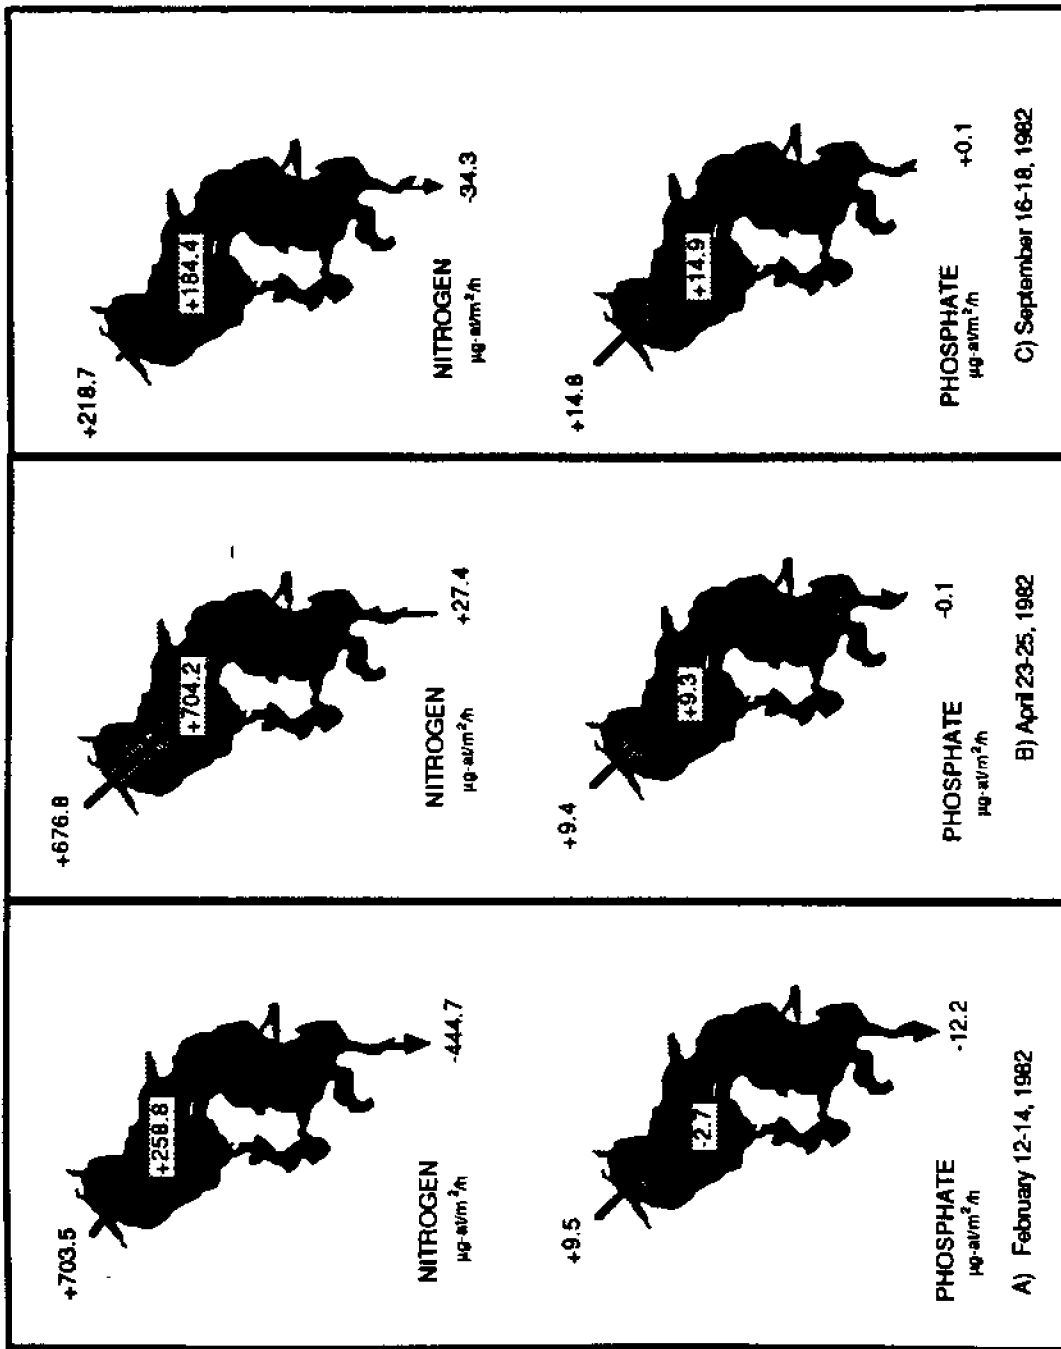 +703.5
+258.8
NITROGEN
-444.7
µg-at/m²/h
+9.5
-2.7
PHOSPHATE
-12.2
µg-at/m²/h
A) February 12-14, 1982
+676.8
+704.2
NITROGEN
+27.4
µg-at/m²/h
+9.4
+9.3
PHOSPHATE
-0.1
µg-at/m²/h
B) April 23-25, 1982
+218.7
+184.4
NITROGEN
-34.3
µg-at/m²/h
+14.8
+14.9
PHOSPHATE
+0.1
µg-at/m²/h
C) September 16-18, 1982